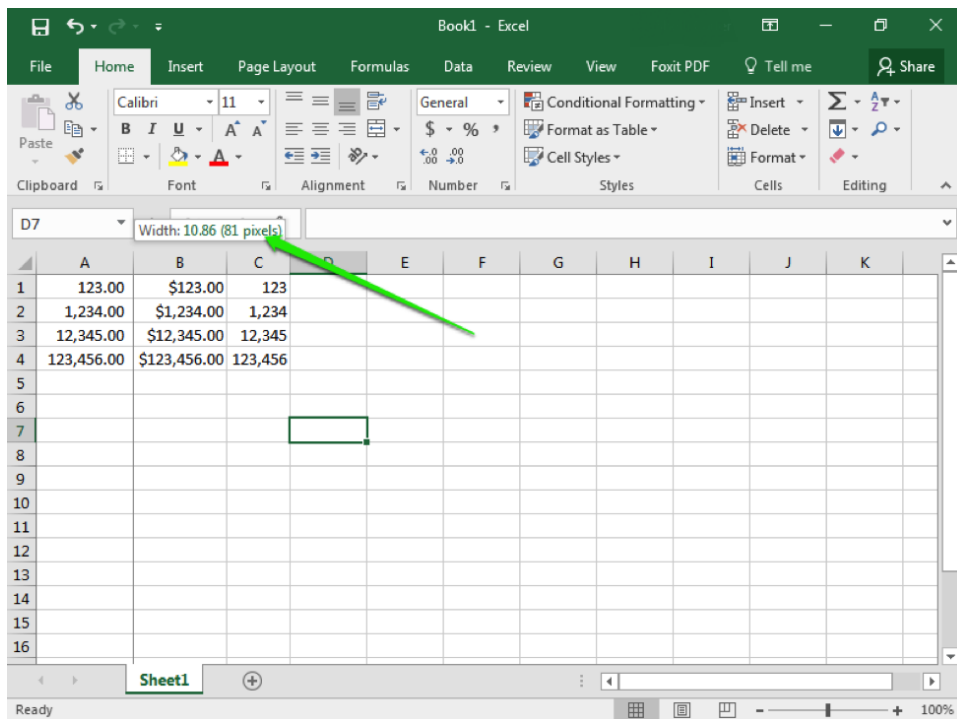 Book1 - Excel
File Home Insert Page Layout Formulas Data Review View Foxit PDF Tell me Share
Calibri 11 General Conditional Formatting Insert
Paste B I U A A $ % , Format as Table Delete
A Cell Styles Format
Clipboard Font Alignment Number Styles Cells Editing
D7
Width: 10.86 (81 pixels)
A B C D E F G H I J K
1 123.00 $123.00 123
2 1,234.00 $1,234.00 1,234
3 12,345.00 $12,345.00 12,345
4 123,456.00 $123,456.00 123,456
5
6
7
8
9
10
11
12
13
14
15
16
Sheet1
Ready 100%